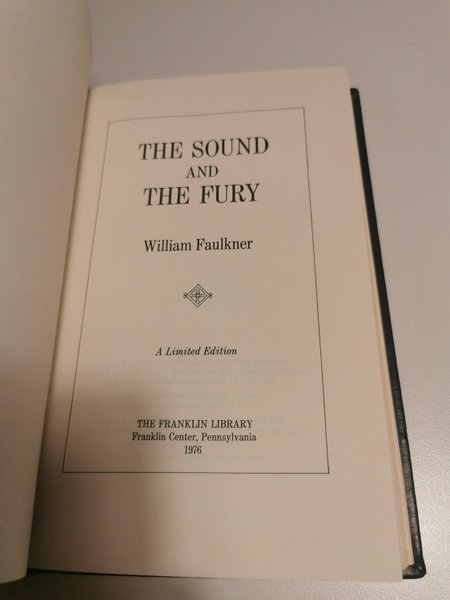 THE SOUND
AND
THE FURY
William Faulkner
A Limited Edition
THE FRANKLIN LIBRARY
Franklin Center, Pennsylvania
1976